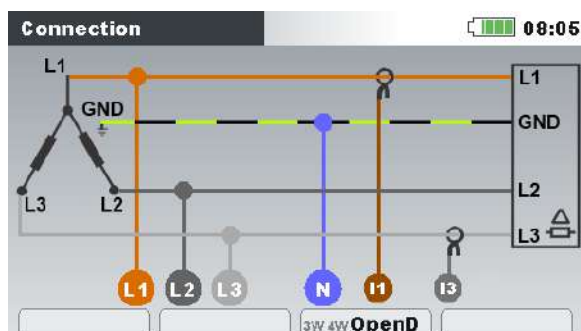 Connection 08:05
L1 L1
GND GND
L3 L2 L2
L3
L1 L2 L3 N I1 I3
3W 4W OpenD